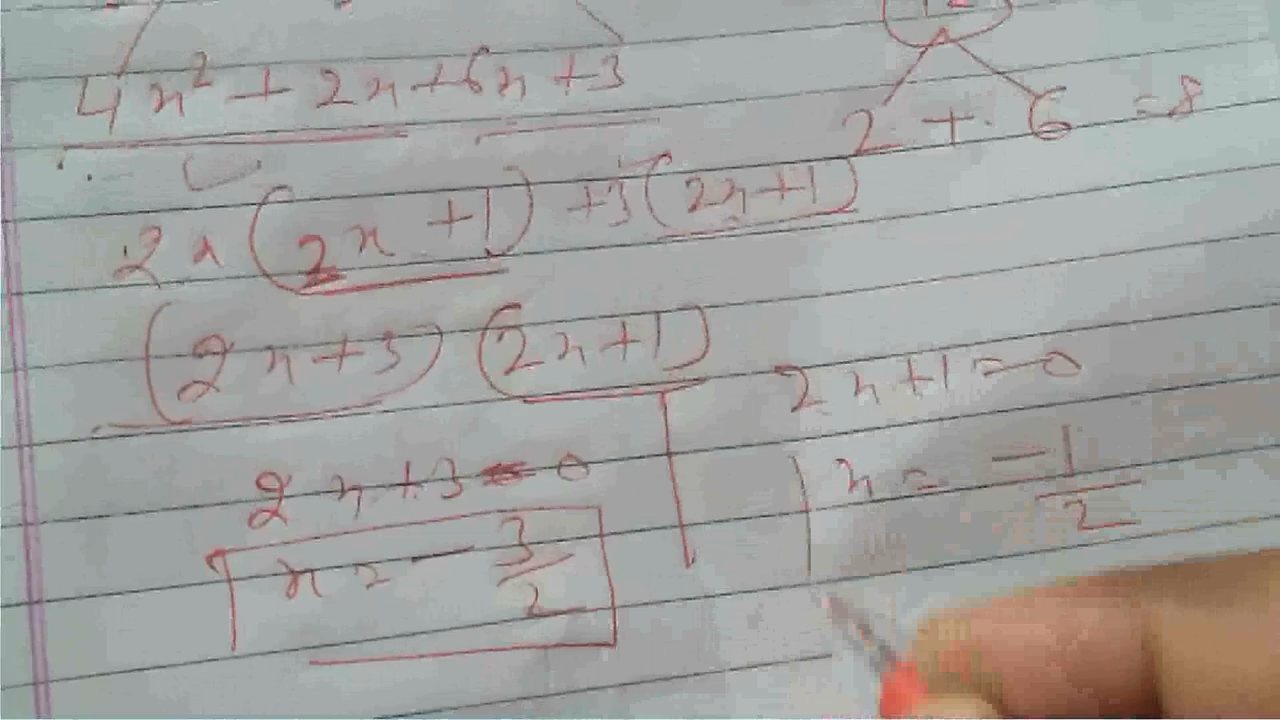 12
4x² + 2x + 6x + 3
2 + 6 = 8
2x (2x + 1) + 3 (2x + 1)
(2x + 3) (2x + 1)
2x + 1 = 0
2x + 3 = 0
x = -1/2
x = - 3/2